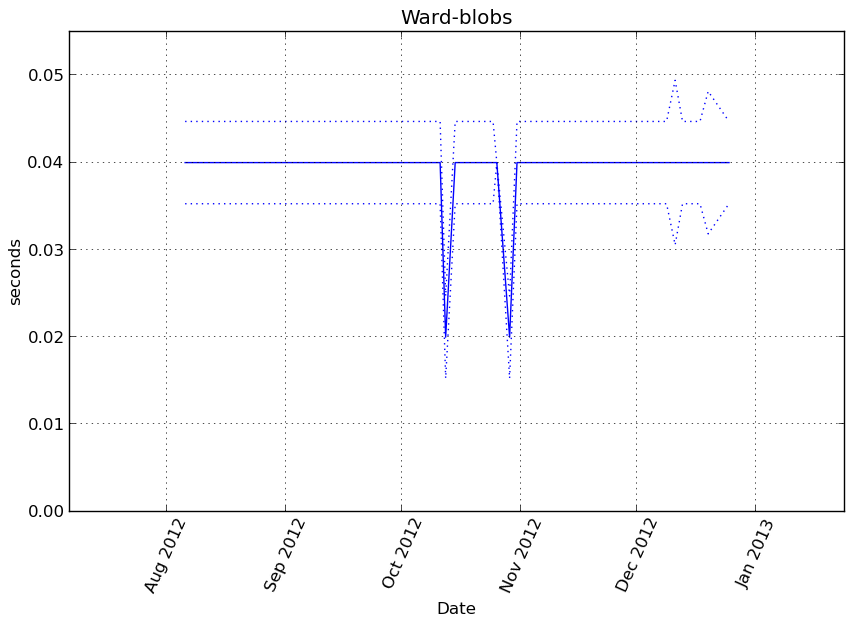 Ward-blobs
0.05
0.04
0.03
0.02
0.01
0.00
seconds
Aug 2012
Sep 2012
Oct 2012
Nov 2012
Dec 2012
Jan 2013
Date